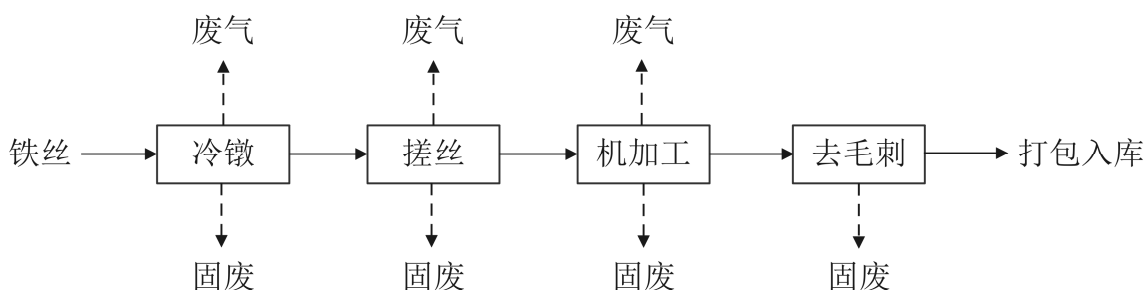 废气 废气 废气
铁丝 冷镦 搓丝 机加工 去毛刺 打包入库
固废 固废 固废 固废